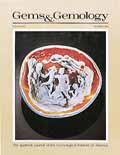 Gems&Gemology
The quarterly journal of the Gemological Institute of America